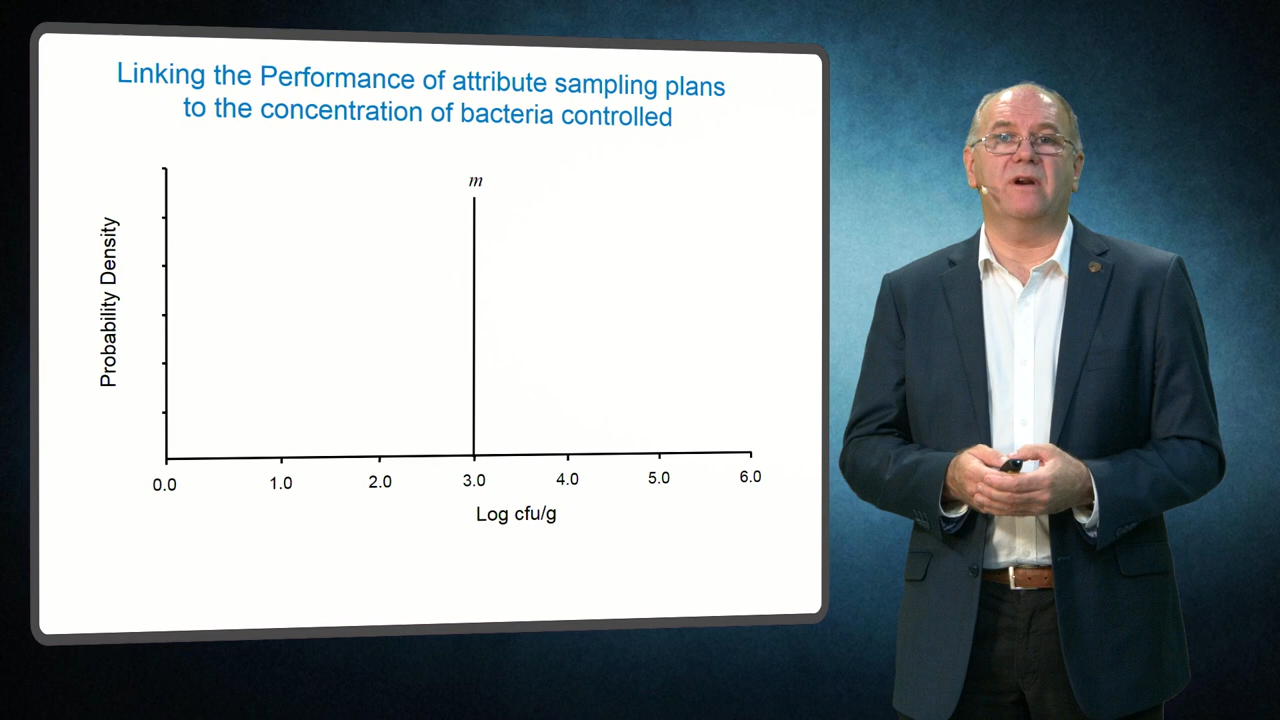 Linking the Performance of attribute sampling plans
to the concentration of bacteria controlled
m
Probability Density
0.0 1.0 2.0 3.0 4.0 5.0 6.0
Log cfu/g